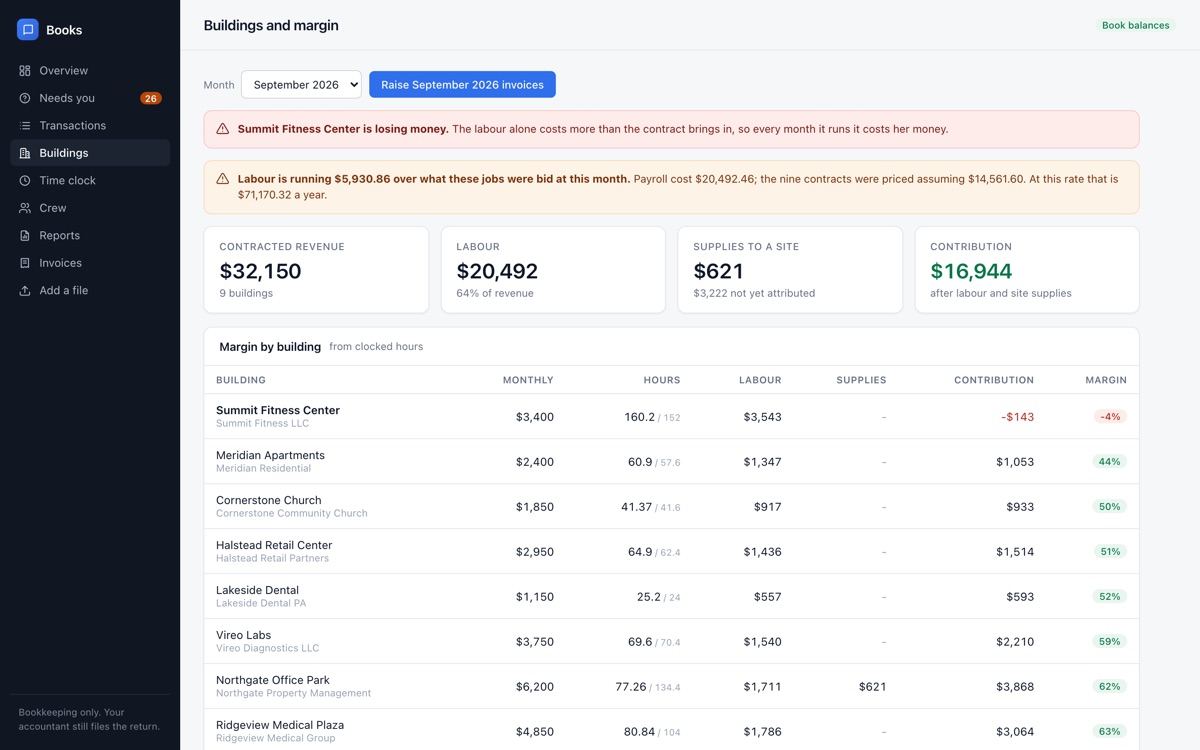 Books
Buildings and margin
Book balances
Overview
Needs you 26
Transactions
Buildings
Time clock
Crew
Reports
Invoices
Add a file
Bookkeeping only. Your
accountant still files the return.
Month September 2026 Raise September 2026 invoices
Summit Fitness Center is losing money. The labour alone costs more than the contract brings in, so every month it runs it costs her money.
Labour is running $5,930.86 over what these jobs were bid at this month. Payroll cost $20,492.46; the nine contracts were priced assuming $14,561.60. At this rate that is
$71,170.32 a year.
CONTRACTED REVENUE
$32,150
9 buildings
LABOUR
$20,492
64% of revenue
SUPPLIES TO A SITE
$621
$3,222 not yet attributed
CONTRIBUTION
$16,944
after labour and site supplies
Margin by building from clocked hours
BUILDING MONTHLY HOURS LABOUR SUPPLIES CONTRIBUTION MARGIN
Summit Fitness Center $3,400 160.2 / 152 $3,543 - -$143 -4%
Summit Fitness LLC
Meridian Apartments $2,400 60.9 / 57.6 $1,347 - $1,053 44%
Meridian Residential
Cornerstone Church $1,850 41.37 / 41.6 $917 - $933 50%
Cornerstone Community Church
Halstead Retail Center $2,950 64.9 / 62.4 $1,436 - $1,514 51%
Halstead Retail Partners
Lakeside Dental $1,150 25.2 / 24 $557 - $593 52%
Lakeside Dental PA
Vireo Labs $3,750 69.6 / 70.4 $1,540 - $2,210 59%
Vireo Diagnostics LLC
Northgate Office Park $6,200 77.26 / 134.4 $1,711 $621 $3,868 62%
Northgate Property Management
Ridgeview Medical Plaza $4,850 80.84 / 104 $1,786 - $3,064 63%
Ridgeview Medical Group